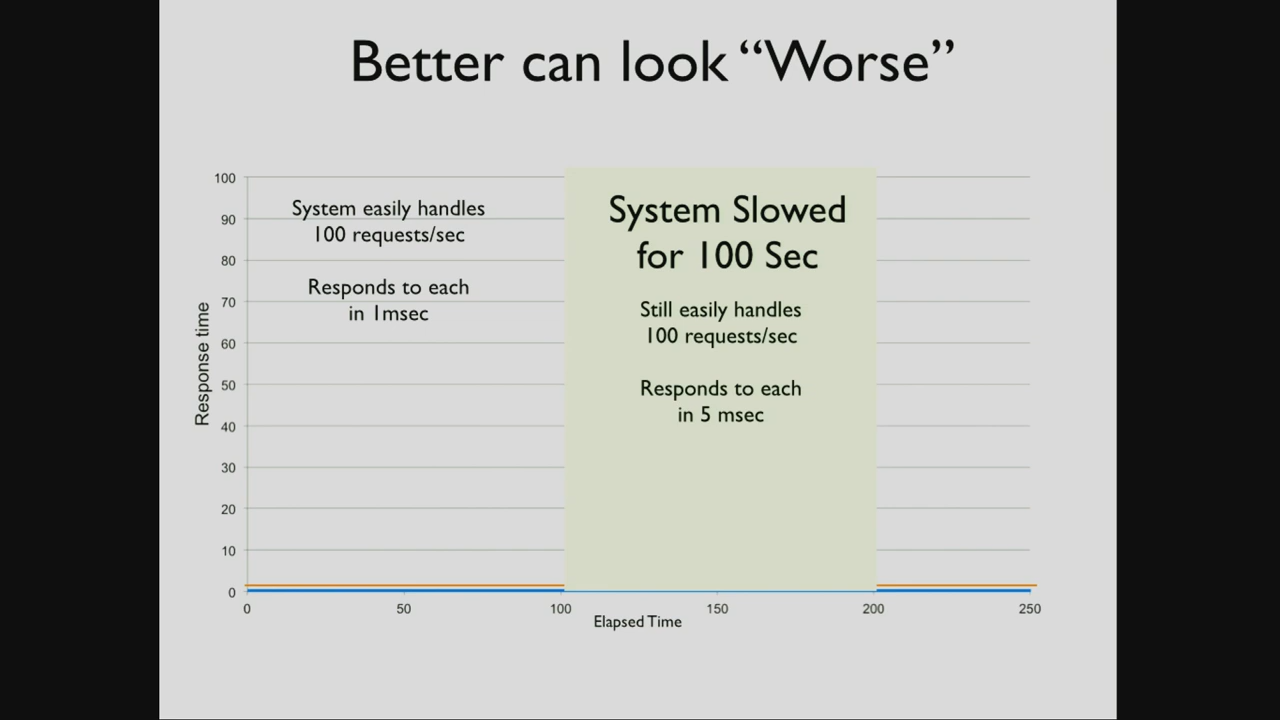 Better can look “Worse”
100
90
80
70
60
50
40
30
20
10
0
Response time
System easily handles
100 requests/sec
Responds to each
in 1msec
System Slowed
for 100 Sec
Still easily handles
100 requests/sec
Responds to each
in 5 msec
0
50
100
150
200
250
Elapsed Time